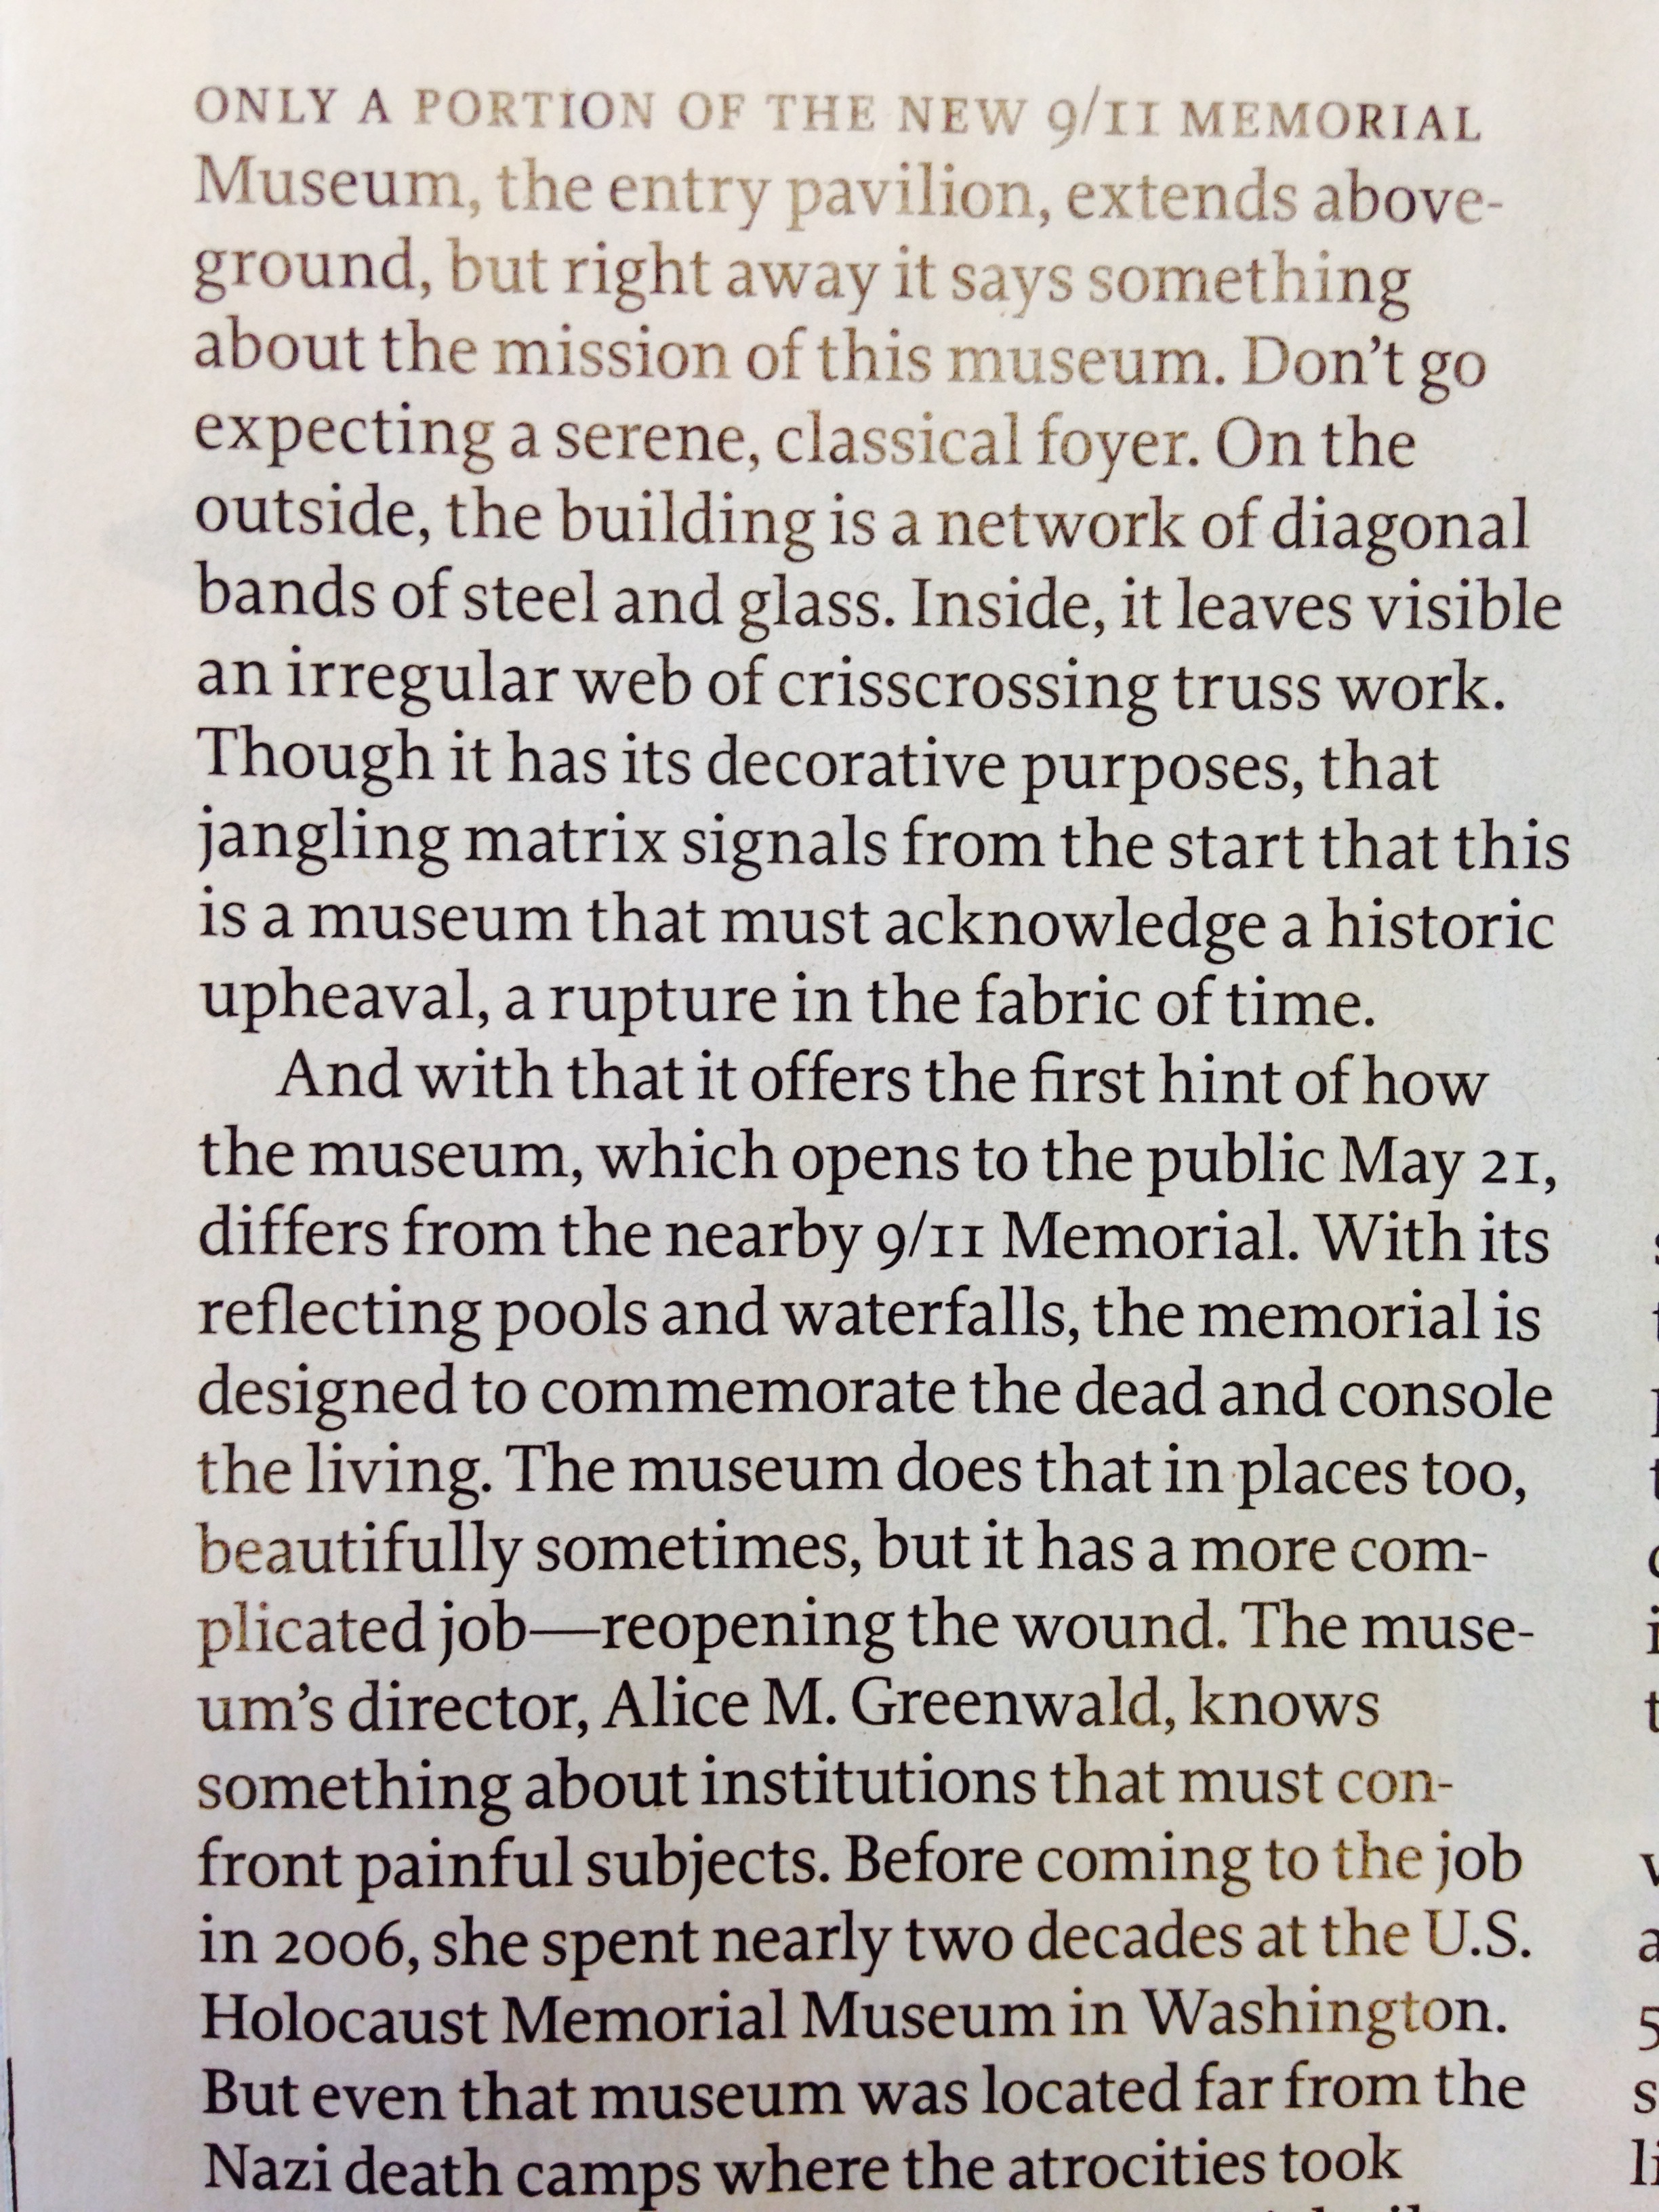 ONLY A PORTION OF THE NEW 9/11 MEMORIAL
Museum, the entry pavilion, extends above-
ground, but right away it says something
about the mission of this museum. Don't go
expecting a serene, classical foyer. On the
outside, the building is a network of diagonal
bands of steel and glass. Inside, it leaves visible
an irregular web of crisscrossing truss work.
Though it has its decorative purposes, that
jangling matrix signals from the start that this
is a museum that must acknowledge a historic
upheaval, a rupture in the fabric of time.
And with that it offers the first hint of how
the museum, which opens to the public May 21,
differs from the nearby 9/11 Memorial. With its
reflecting pools and waterfalls, the memorial is
designed to commemorate the dead and console
the living. The museum does that in places too,
beautifully sometimes, but it has a more com-
plicated job—reopening the wound. The muse-
um's director, Alice M. Greenwald, knows
something about institutions that must con-
front painful subjects. Before coming to the job
in 2006, she spent nearly two decades at the U.S.
Holocaust Memorial Museum in Washington.
But even that museum was located far from the
Nazi death camps where the atrocities took